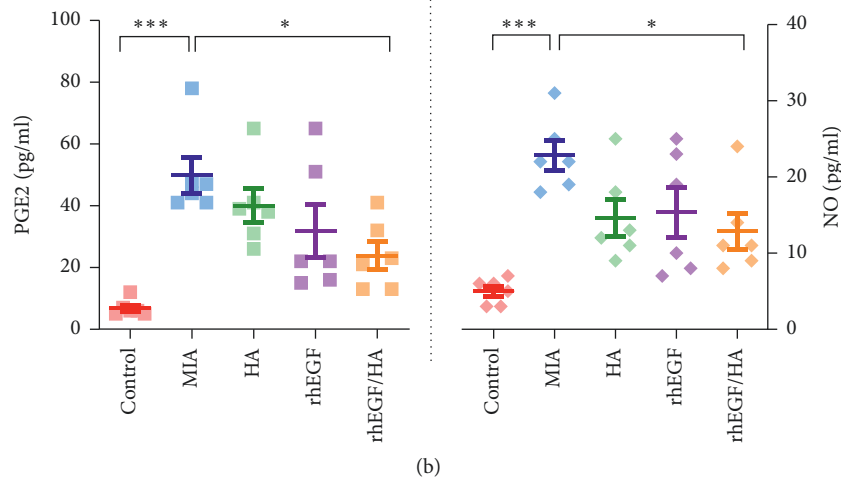 ***
*
100
80
60
40
20
0
PGE2 (pg/ml)
Control
MIA
HA
rhEGF
rhEGF/HA
***
*
40
30
20
10
0
NO (pg/ml)
Control
MIA
HA
rhEGF
rhEGF/HA
(b)